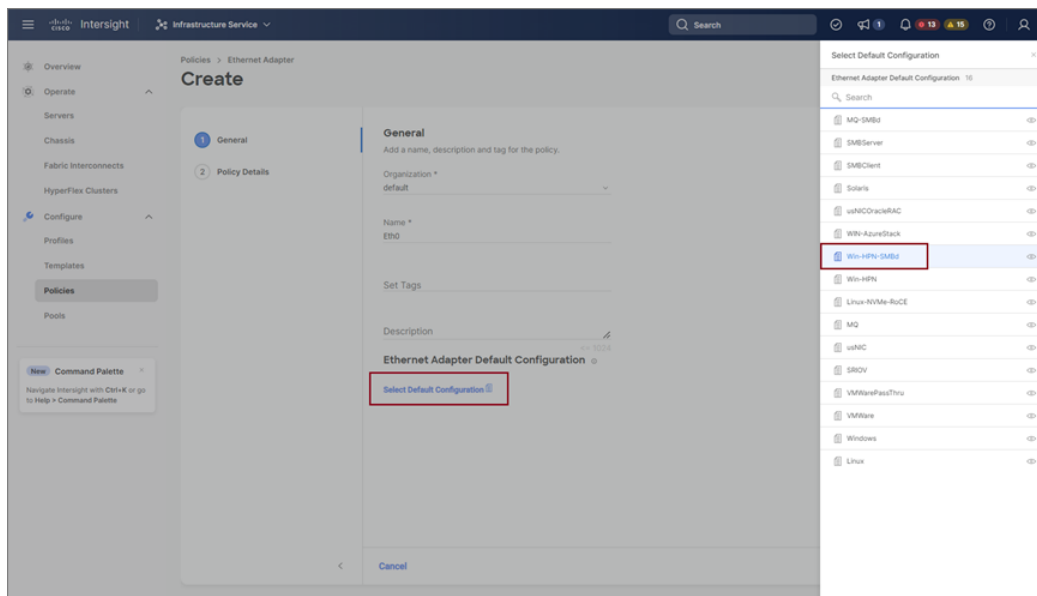 cisco Intersight
Infrastructure Service
Search
1
13
15
Overview
Operate
Servers
Chassis
Fabric Interconnects
HyperFlex Clusters
Configure
Profiles
Templates
Policies
Pools
New Command Palette
Navigate Intersight with Ctrl+K or go
to Help > Command Palette
Policies > Ethernet Adapter
Create
1 General
2 Policy Details
General
Add a name, description and tag for the policy.
Organization *
default
Name *
Eth0
Set Tags
Description
<= 1024
Ethernet Adapter Default Configuration
Select Default Configuration
Cancel
Select Default Configuration
Ethernet Adapter Default Configuration 16
Search
MQ-SMBd
SMBServer
SMBClient
Solaris
usNICOracleRAC
WIN-AzureStack
Win-HPN-SMBd
Win-HPN
Linux-NVMe-RoCE
MQ
usNIC
SRIOV
VMWarePassThru
VMWare
Windows
Linux